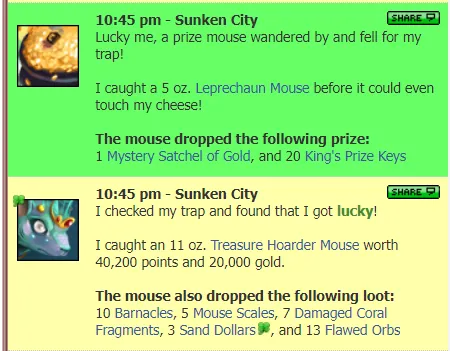 10:45 pm - Sunken City
SHARE
Lucky me, a prize mouse wandered by and fell for my
trap!
I caught a 5 oz. Leprechaun Mouse before it could even
touch my cheese!
The mouse dropped the following prize:
1 Mystery Satchel of Gold, and 20 King's Prize Keys
10:45 pm - Sunken City
SHARE
I checked my trap and found that I got lucky!
I caught an 11 oz. Treasure Hoarder Mouse worth
40,200 points and 20,000 gold.
The mouse also dropped the following loot:
10 Barnacles, 5 Mouse Scales, 7 Damaged Coral
Fragments, 3 Sand Dollars, and 13 Flawed Orbs